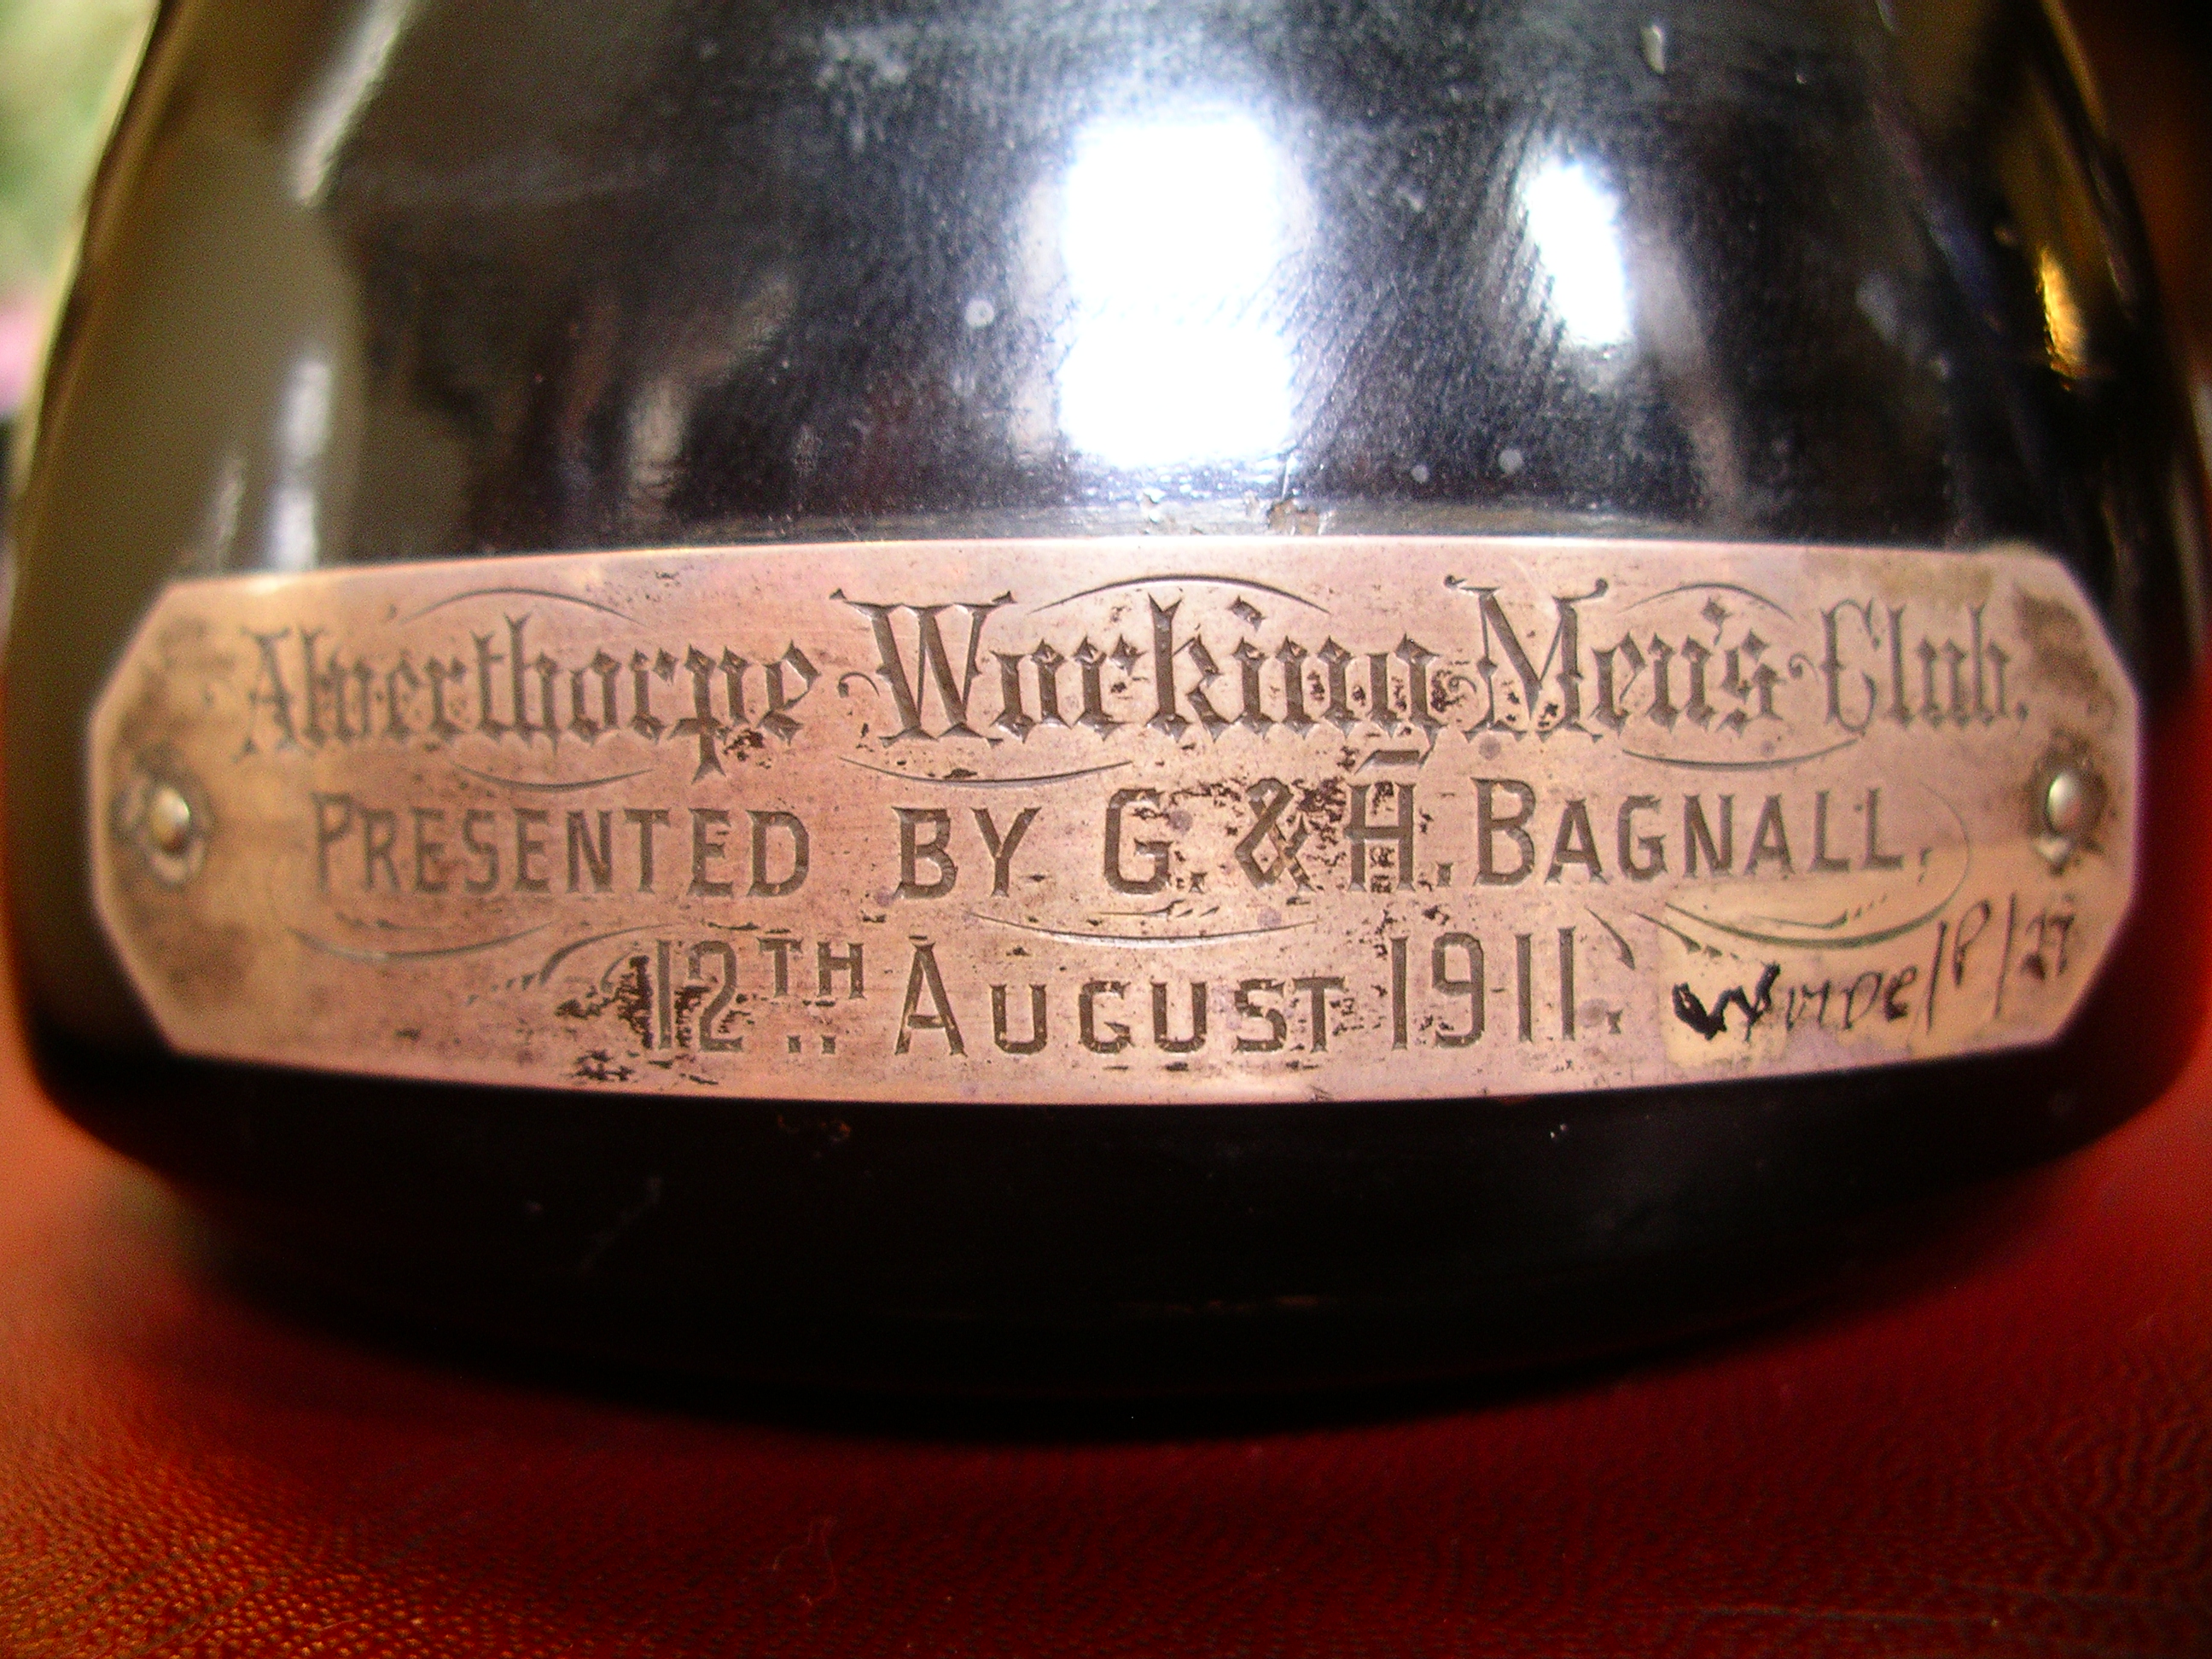 Alverthorpe Working Men's Club.
PRESENTED BY G. & H. BAGNALL,
12TH.. AUGUST 1911.